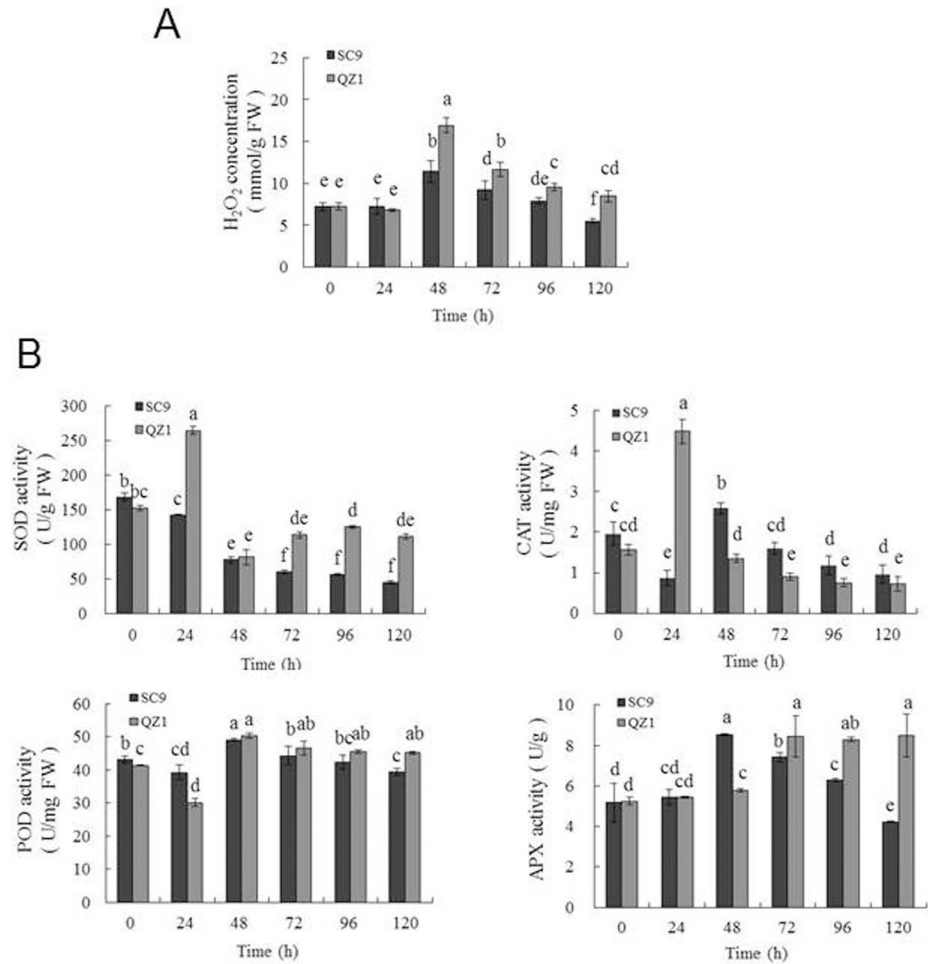 A
SC9
QZ1
H₂O₂ concentration
( mmol/g FW )
25
20
15
10
5
0
e e e e b a d b de c f cd
0 24 48 72 96 120
Time (h)
B
SC9
QZ1
SOD activity
( U/g FW )
300
250
200
150
100
50
0
b bc c a e e f de f d f de
0 24 48 72 96 120
Time (h)
SC9
QZ1
CAT activity
( U/mg FW )
5
4
3
2
1
0
c cd e a b d cd e d e d e
0 24 48 72 96 120
Time (h)
SC9
QZ1
POD activity
( U/mg FW )
60
50
40
30
20
10
0
b c cd d a a b ab bc ab c ab
0 24 48 72 96 120
Time (h)
SC9
QZ1
APX activity ( U/g )
10
8
6
4
2
0
d d cd cd a c b a c ab e a
0 24 48 72 96 120
Time (h)